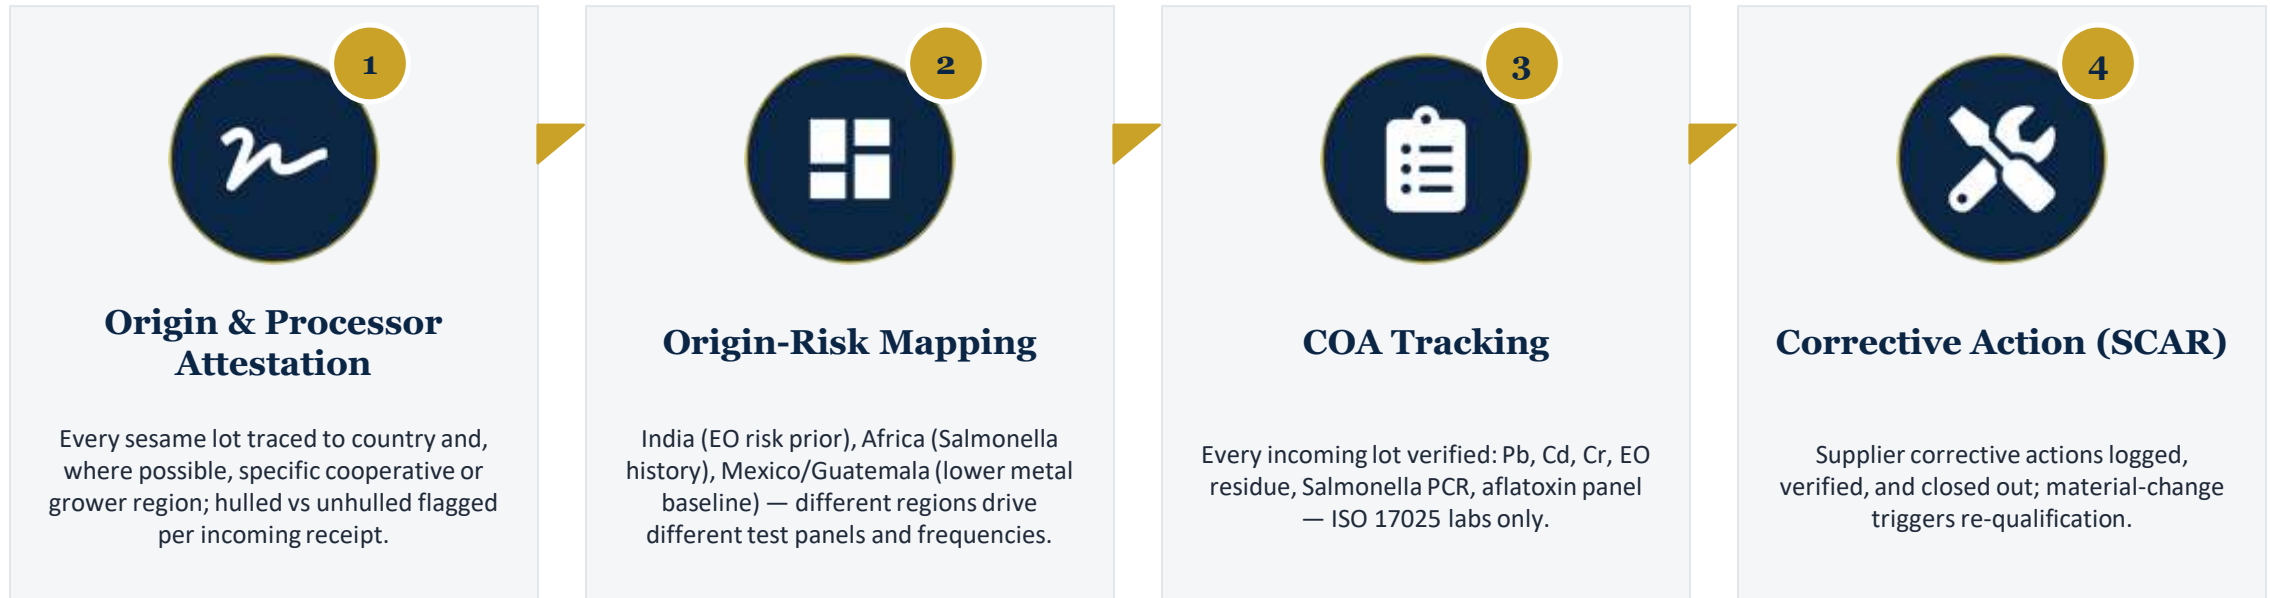 1
Origin & Processor
Attestation
Every sesame lot traced to country and,
where possible, specific cooperative or
grower region; hulled vs unhulled flagged
per incoming receipt.
2
Origin-Risk Mapping
India (EO risk prior), Africa (Salmonella
history), Mexico/Guatemala (lower metal
baseline) — different regions drive
different test panels and frequencies.
3
COA Tracking
Every incoming lot verified: Pb, Cd, Cr, EO
residue, Salmonella PCR, aflatoxin panel
— ISO 17025 labs only.
4
Corrective Action (SCAR)
Supplier corrective actions logged,
verified, and closed out; material-change
triggers re-qualification.